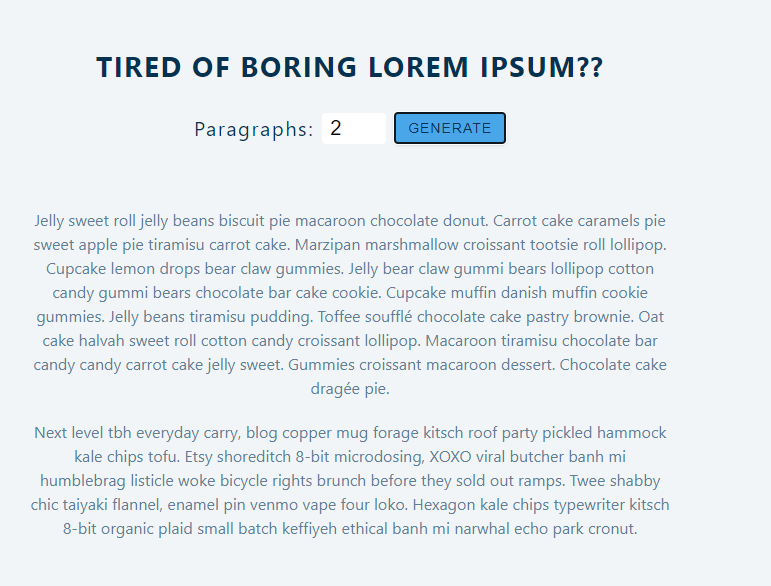 TIRED OF BORING LOREM IPSUM??
Paragraphs: 2 GENERATE
Jelly sweet roll jelly beans biscuit pie macaroon chocolate donut. Carrot cake caramels pie
sweet apple pie tiramisu carrot cake. Marzipan marshmallow croissant tootsie roll lollipop.
Cupcake lemon drops bear claw gummies. Jelly bear claw gummi bears lollipop cotton
candy gummi bears chocolate bar cake cookie. Cupcake muffin danish muffin cookie
gummies. Jelly beans tiramisu pudding. Toffee soufflé chocolate cake pastry brownie. Oat
cake halvah sweet roll cotton candy croissant lollipop. Macaroon tiramisu chocolate bar
candy candy carrot cake jelly sweet. Gummies croissant macaroon dessert. Chocolate cake
dragée pie.
Next level tbh everyday carry, blog copper mug forage kitsch roof party pickled hammock
kale chips tofu. Etsy shoreditch 8-bit microdosing, XOXO viral butcher banh mi
humblebrag listicle woke bicycle rights brunch before they sold out ramps. Twee shabby
chic taiyaki flannel, enamel pin venmo vape four loko. Hexagon kale chips typewriter kitsch
8-bit organic plaid small batch keffiyeh ethical banh mi narwhal echo park cronut.